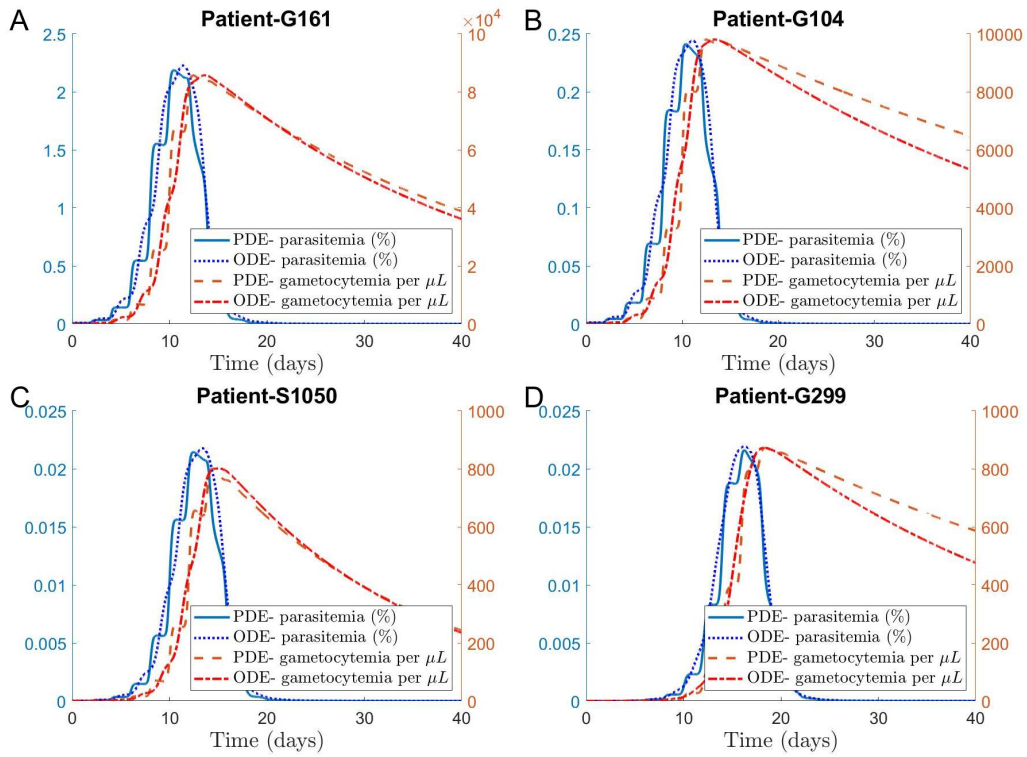 A
Patient-G161
×10⁴
2.5
2
1.5
1
0.5
0
10
8
6
4
2
0
PDE- parasitemia (%)
ODE- parasitemia (%)
PDE- gametocytemia per μL
ODE- gametocytemia per μL
0 10 20 30 40
Time (days)
B
Patient-G104
0.25
0.2
0.15
0.1
0.05
0
10000
8000
6000
4000
2000
0
PDE- parasitemia (%)
ODE- parasitemia (%)
PDE- gametocytemia per μL
ODE- gametocytemia per μL
0 10 20 30 40
Time (days)
C
Patient-S1050
0.025
0.02
0.015
0.01
0.005
0
1000
800
600
400
200
0
PDE- parasitemia (%)
ODE- parasitemia (%)
PDE- gametocytemia per μL
ODE- gametocytemia per μL
0 10 20 30 40
Time (days)
D
Patient-G299
0.025
0.02
0.015
0.01
0.005
0
1000
800
600
400
200
0
PDE- parasitemia (%)
ODE- parasitemia (%)
PDE- gametocytemia per μL
ODE- gametocytemia per μL
0 10 20 30 40
Time (days)